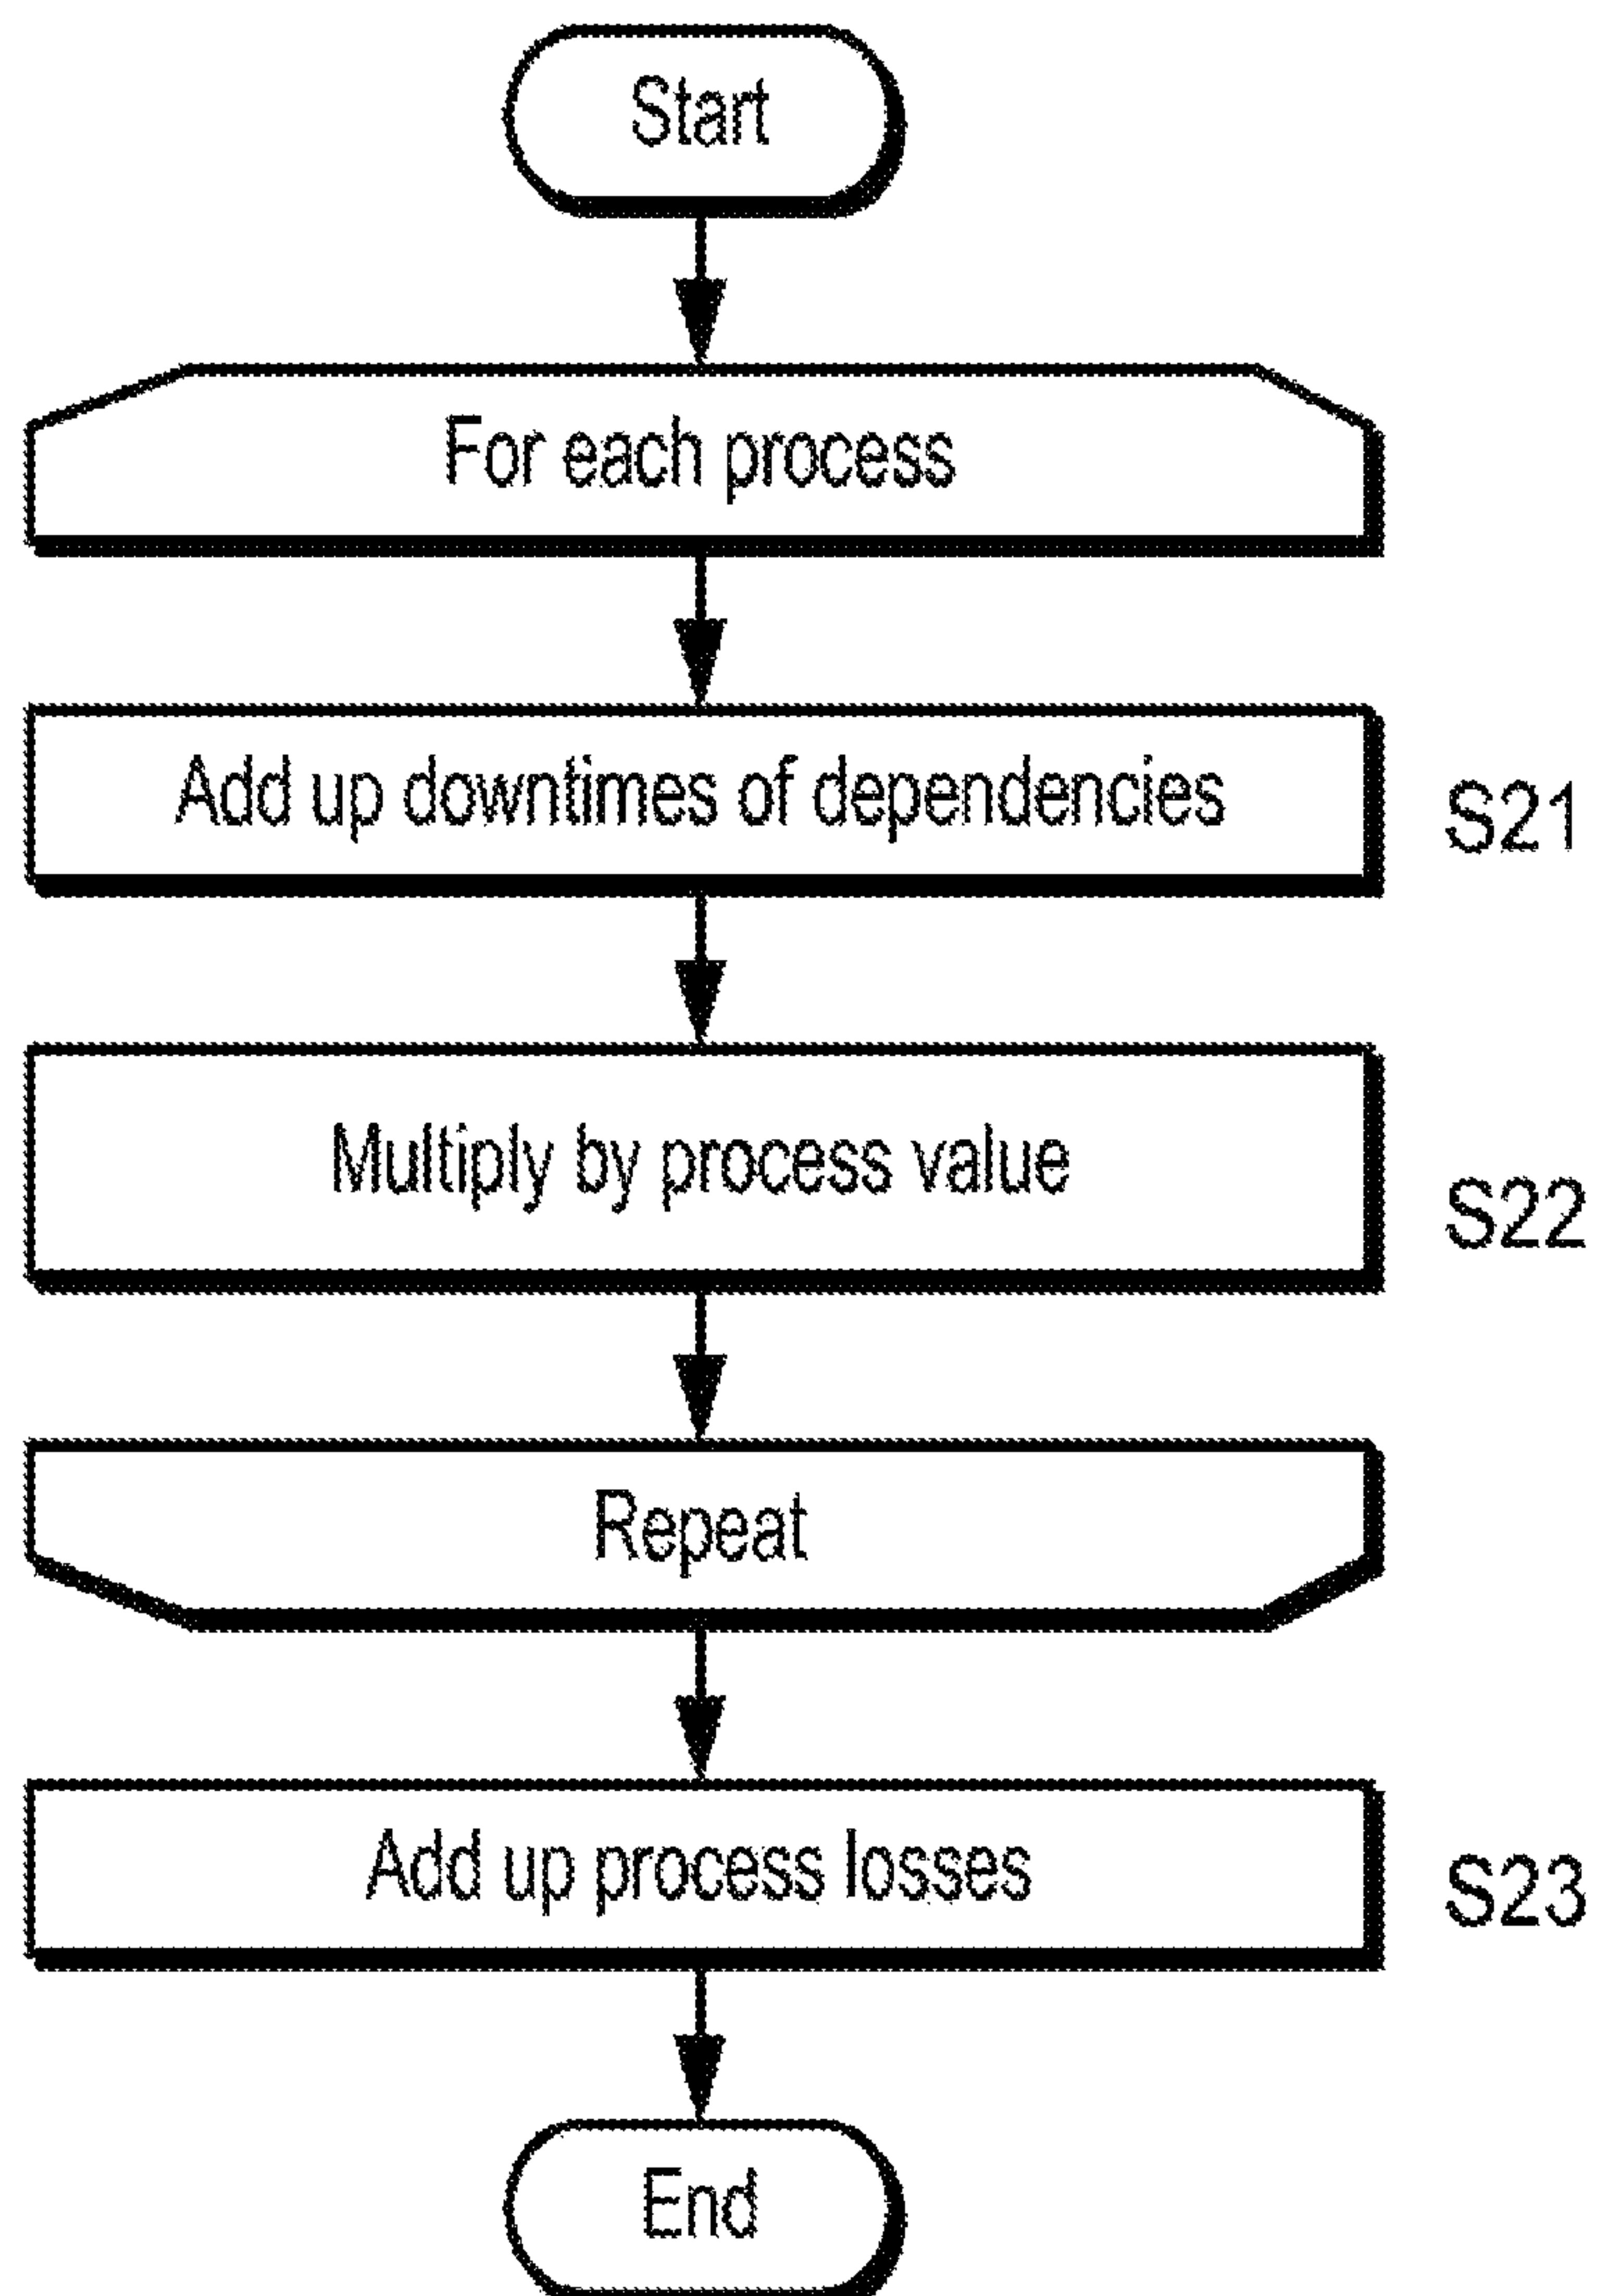 Start
For each process
Add up downtimes of dependencies
S21
Multiply by process value
S22
Repeat
Add up process losses
S23
End